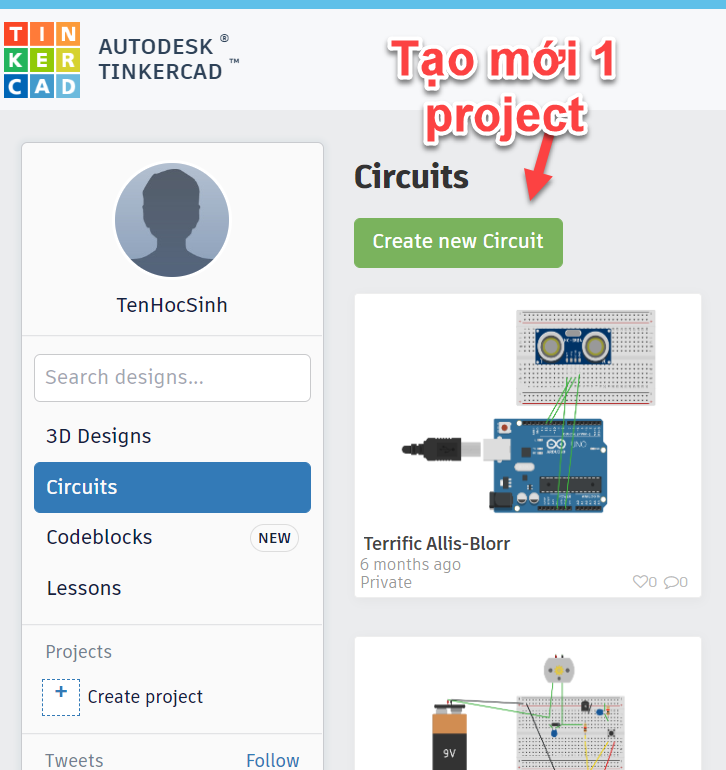 TIN
KER
CAD
AUTODESK ®
TINKERCAD ™
Tạo mới 1
project
TenHocSinh
Search designs...
3D Designs
Circuits
Codeblocks NEW
Lessons
Projects
+ Create project
Tweets Follow
Circuits
Create new Circuit
UNO
Terrific Allis-Blorr
6 months ago
Private 0 0
9V